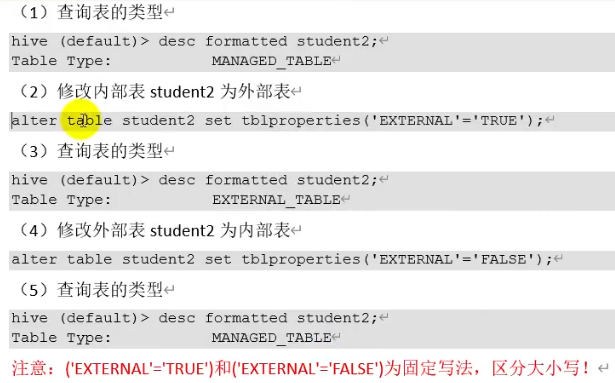 （1）查询表的类型
hive (default)> desc formatted student2;
Table Type: MANAGED_TABLE
（2）修改内部表 student2 为外部表
alter table student2 set tblproperties('EXTERNAL'='TRUE');
（3）查询表的类型
hive (default)> desc formatted student2;
Table Type: EXTERNAL_TABLE
（4）修改外部表 student2 为内部表
alter table student2 set tblproperties('EXTERNAL'='FALSE');
（5）查询表的类型
hive (default)> desc formatted student2;
Table Type: MANAGED_TABLE
注意：('EXTERNAL'='TRUE')和('EXTERNAL'='FALSE')为固定写法，区分大小写！